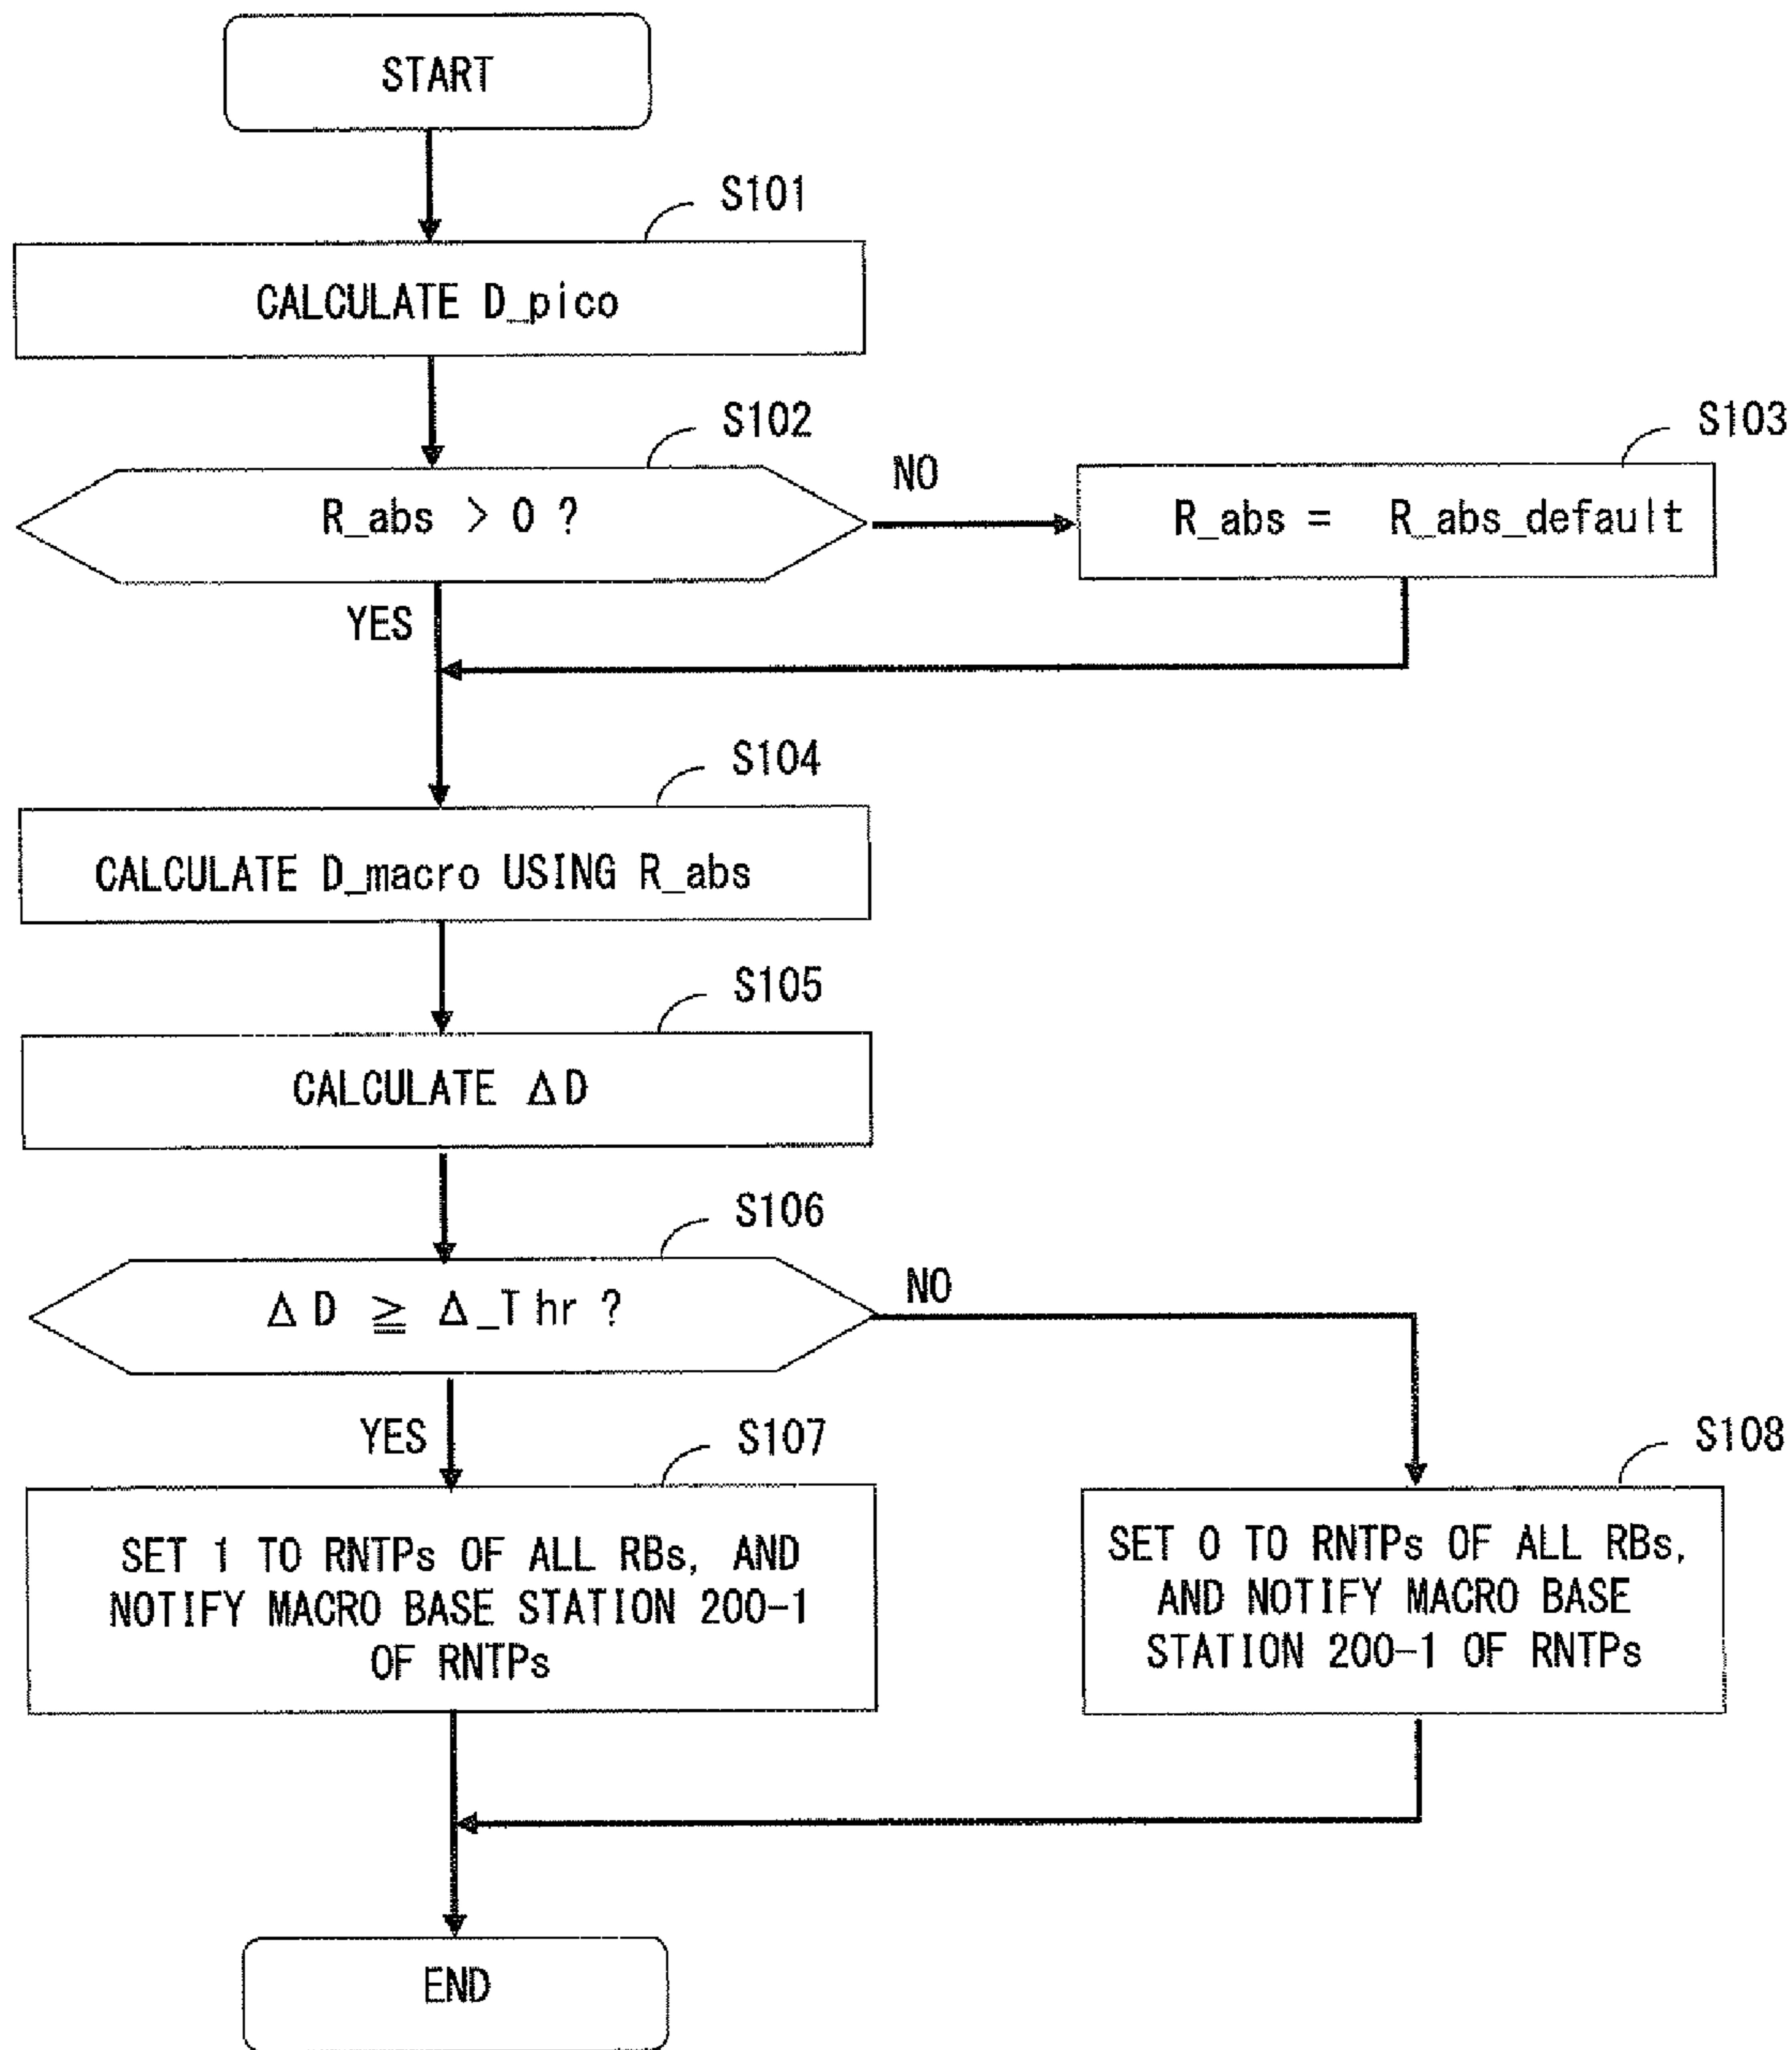 START
S101
CALCULATE D_pico
S102
S103
R_abs > 0 ?
NO
R_abs = R_abs_default
YES
S104
CALCULATE D_macro USING R_abs
S105
CALCULATE ΔD
S106
Δ D ≧ Δ_Thr ?
NO
YES
S107
S108
SET 1 TO RNTPs OF ALL RBs, AND
NOTIFY MACRO BASE STATION 200-1
OF RNTPs
SET 0 TO RNTPs OF ALL RBs,
AND NOTIFY MACRO BASE
STATION 200-1 OF RNTPs
END